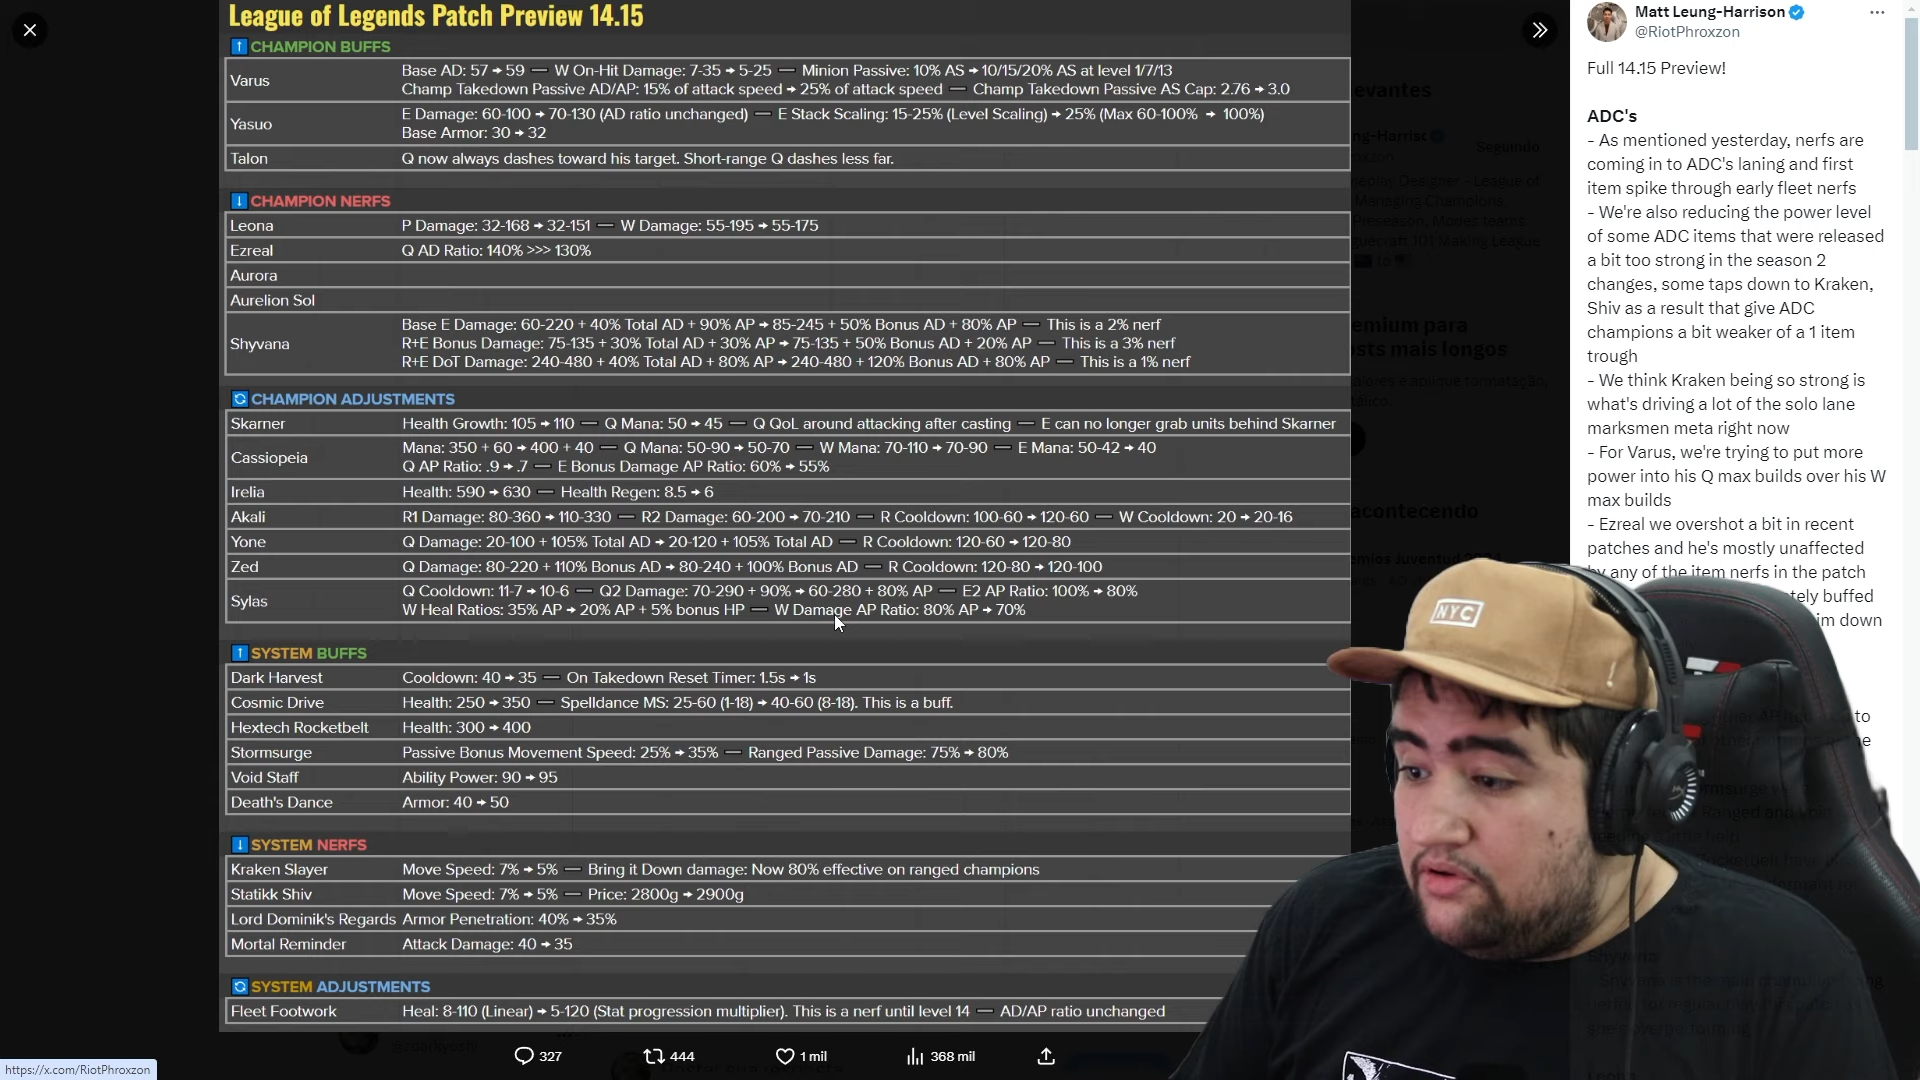 League of Legends Patch Preview 14.15
CHAMPION BUFFS
Varus
Base AD: 57 → 59 — W On-Hit Damage: 7-35 → 5-25 — Minion Passive: 10% AS → 10/15/20% AS at level 1/7/13
Champ Takedown Passive AD/AP: 15% of attack speed → 25% of attack speed — Champ Takedown Passive AS Cap: 2.76 → 3.0
Yasuo
E Damage: 60-100 → 70-130 (AD ratio unchanged) — E Stack Scaling: 15-25% (Level Scaling) → 25% (Max 60-100% → 100%)
Base Armor: 30 → 32
Talon Q now always dashes toward his target. Short-range Q dashes less far.
CHAMPION NERFS
Leona P Damage: 32-168 → 32-151 — W Damage: 55-195 → 55-175
Ezreal Q AD Ratio: 140% >>> 130%
Aurora
Aurelion Sol
Shyvana
Base E Damage: 60-220 + 40% Total AD + 90% AP → 85-245 + 50% Bonus AD + 80% AP — This is a 2% nerf
R+E Bonus Damage: 75-135 + 30% Total AD + 30% AP → 75-135 + 50% Bonus AD + 20% AP — This is a 3% nerf
R+E DoT Damage: 240-480 + 40% Total AD + 80% AP → 240-480 + 120% Bonus AD + 80% AP — This is a 1% nerf
CHAMPION ADJUSTMENTS
Skarner Health Growth: 105 → 110 — Q Mana: 50 → 45 — Q QoL around attacking after casting — E can no longer grab units behind Skarner
Cassiopeia
Mana: 350 + 60 → 400 + 40 — Q Mana: 50-90 → 50-70 — W Mana: 70-110 → 70-90 — E Mana: 50-42 → 40
Q AP Ratio: .9 → .7 — E Bonus Damage AP Ratio: 60% → 55%
Irelia Health: 590 → 630 — Health Regen: 8.5 → 6
Akali R1 Damage: 80-360 → 110-330 — R2 Damage: 60-200 → 70-210 — R Cooldown: 100-60 → 120-60 — W Cooldown: 20 → 20-16
Yone Q Damage: 20-100 + 105% Total AD → 20-120 + 105% Total AD — R Cooldown: 120-60 → 120-80
Zed Q Damage: 80-220 + 110% Bonus AD → 80-240 + 100% Bonus AD — R Cooldown: 120-80 → 120-100
Sylas
Q Cooldown: 11-7 → 10-6 — Q2 Damage: 70-290 + 90% → 60-280 + 80% AP — E2 AP Ratio: 100% → 80%
W Heal Ratios: 35% AP → 20% AP + 5% bonus HP — W Damage AP Ratio: 80% AP → 70%
SYSTEM BUFFS
Dark Harvest Cooldown: 40 → 35 — On Takedown Reset Timer: 1.5s → 1s
Cosmic Drive Health: 250 → 350 — Spelldance MS: 25-60 (1-18) → 40-60 (8-18). This is a buff.
Hextech Rocketbelt Health: 300 → 400
Stormsurge Passive Bonus Movement Speed: 25% → 35% — Ranged Passive Damage: 75% → 80%
Void Staff Ability Power: 90 → 95
Death's Dance Armor: 40 → 50
SYSTEM NERFS
Kraken Slayer Move Speed: 7% → 5% — Bring it Down damage: Now 80% effective on ranged champions
Statikk Shiv Move Speed: 7% → 5% — Price: 2800g → 2900g
Lord Dominik's Regards Armor Penetration: 40% → 35%
Mortal Reminder Attack Damage: 40 → 35
SYSTEM ADJUSTMENTS
Fleet Footwork Heal: 8-110 (Linear) → 5-120 (Stat progression multiplier). This is a nerf until level 14 — AD/AP ratio unchanged
327 444 1 mil 368 mil
https://x.com/RiotPhroxzon
Matt Leung-Harrison
@RiotPhroxzon
Full 14.15 Preview!
ADC's
- As mentioned yesterday, nerfs are
coming in to ADC's laning and first
item spike through early fleet nerfs
- We're also reducing the power level
of some ADC items that were released
a bit too strong in the season 2
changes, some taps down to Kraken,
Shiv as a result that give ADC
champions a bit weaker of a 1 item
trough
- We think Kraken being so strong is
what's driving a lot of the solo lane
marksmen meta right now
- For Varus, we're trying to put more
power into his Q max builds over his W
max builds
- Ezreal we overshot a bit in recent
patches and he's mostly unaffected
by any of the item nerfs in the patch
buffed
down
NYC